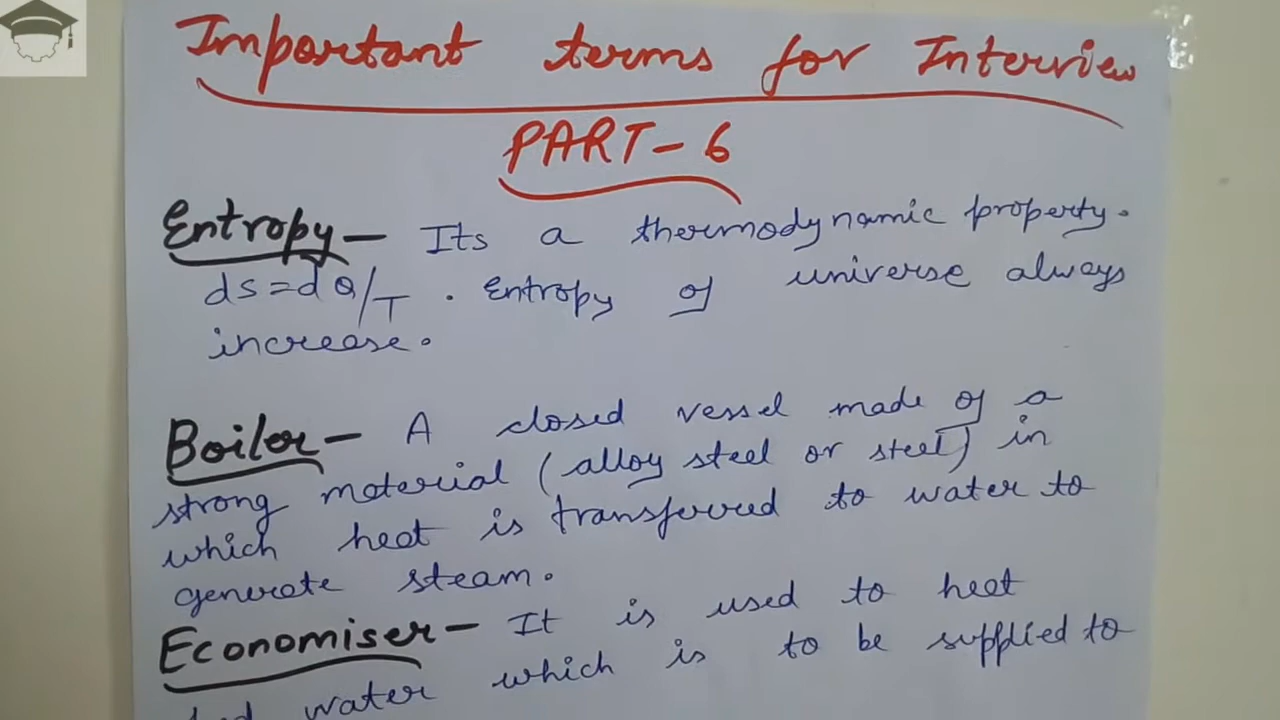 Important terms for Interview
PART-6
Entropy - Its a thermodynamic property.
ds=dQ/T. Entropy of universe always
increase.
Boiler - A closed vessel made of a
strong material (alloy steel or steel) in
which heat is transferred to water to
generate steam.
Economiser - It is used to heat
water which is to be supplied to